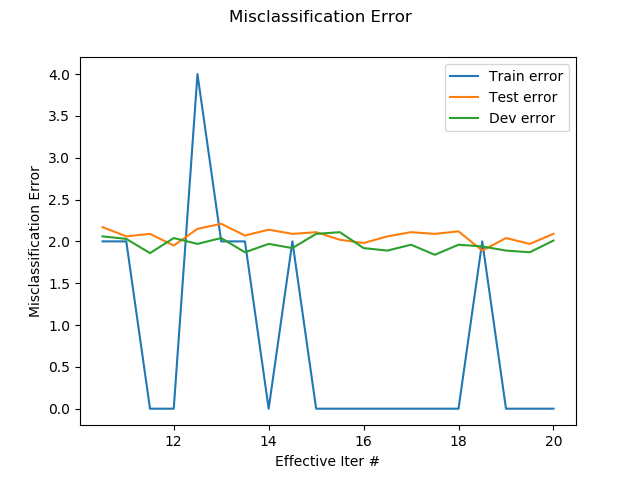 Misclassification Error
Train error
Test error
Dev error
4.0
3.5
3.0
2.5
2.0
1.5
1.0
0.5
0.0
Misclassification Error
12 14 16 18 20
Effective Iter #